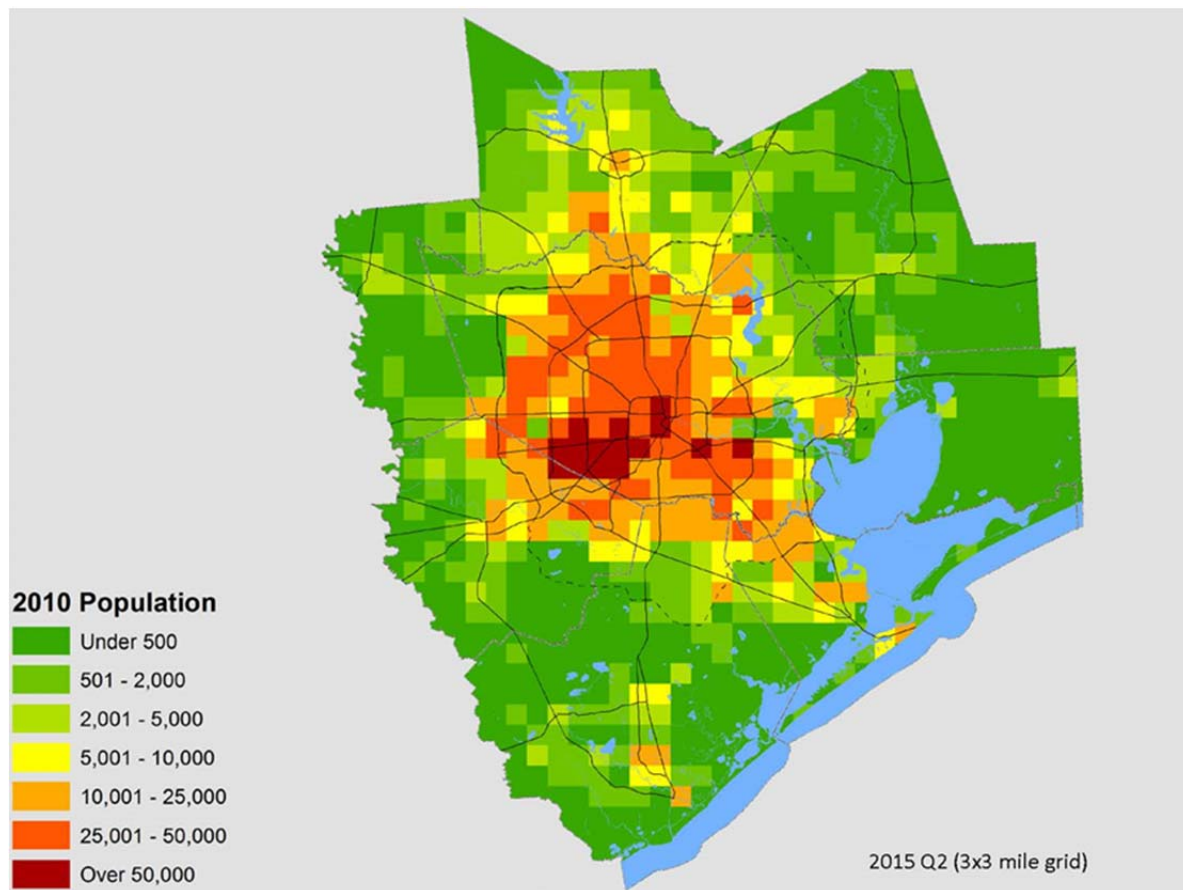 2010 Population
Under 500
501 - 2,000
2,001 - 5,000
5,001 - 10,000
10,001 - 25,000
25,001 - 50,000
Over 50,000
2015 Q2 (3x3 mile grid)